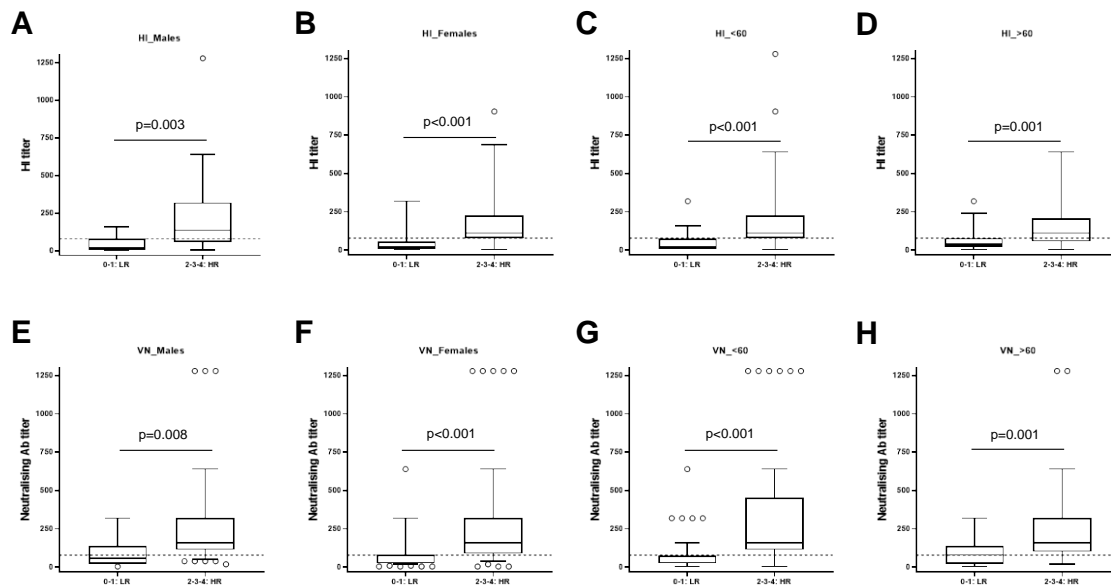 A
B
C
D
HI_Males
HI_Females
HI_<60
HI_>60
1250
1000
750
500
250
0
HI titer
p=0.003
0-1: LR
2-3-4: HR
1250
1000
750
500
250
0
HI titer
p<0.001
0-1: LR
2-3-4: HR
1250
1000
750
500
250
0
HI titer
p<0.001
0-1: LR
2-3-4: HR
1250
1000
750
500
250
0
HI titer
p=0.001
0-1: LR
2-3-4: HR
E
F
G
H
VN_Males
VN_Females
VN_<60
VN_>60
1250
1000
750
500
250
0
Neutralising Ab titer
p=0.008
0-1: LR
2-3-4: HR
1250
1000
750
500
250
0
Neutralising Ab titer
p<0.001
0-1: LR
2-3-4: HR
1250
1000
750
500
250
0
Neutralising Ab titer
p<0.001
0-1: LR
2-3-4: HR
1250
1000
750
500
250
0
Neutralising Ab titer
p=0.001
0-1: LR
2-3-4: HR